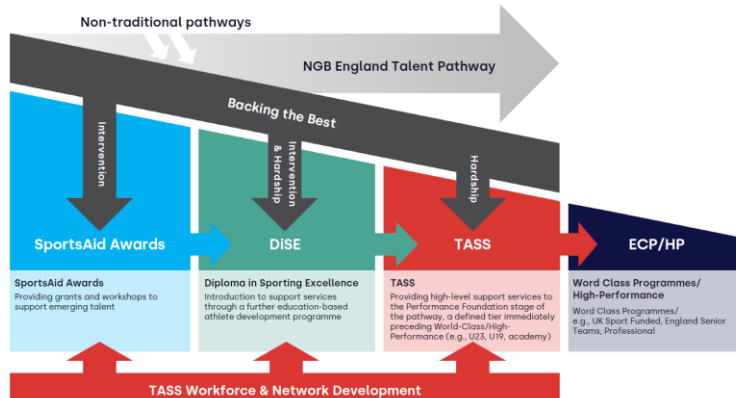 Non-traditional pathways
NGB England Talent Pathway
Backing the Best
Intervention
Intervention
& Hardship
Hardship
SportsAid Awards
DiSE
TASS
ECP/HP
SportsAid Awards
Providing grants and workshops to
support emerging talent
Diploma in Sporting Excellence
Introduction to support services
through a further education-based
athlete development programme
TASS
Providing high-level support services to
the Performance Foundation stage of
the pathway, a defined tier immediately
preceding World-Class/High-
Performance (e.g., U23, U19, academy)
Word Class Programmes/
High-Performance
Word Class Programmes/
e.g., UK Sport Funded, England Senior
Teams, Professional
TASS Workforce & Network Development